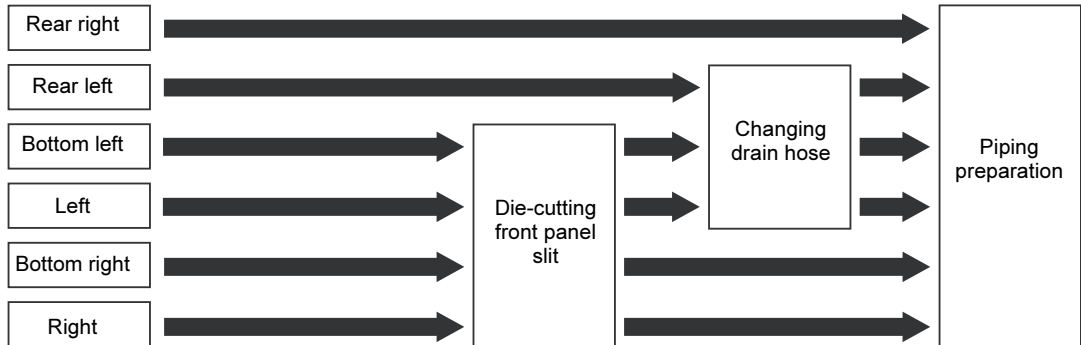 Rear right
Rear left
Bottom left
Left
Bottom right
Right
Die-cutting
front panel
slit
Changing
drain hose
Piping
preparation